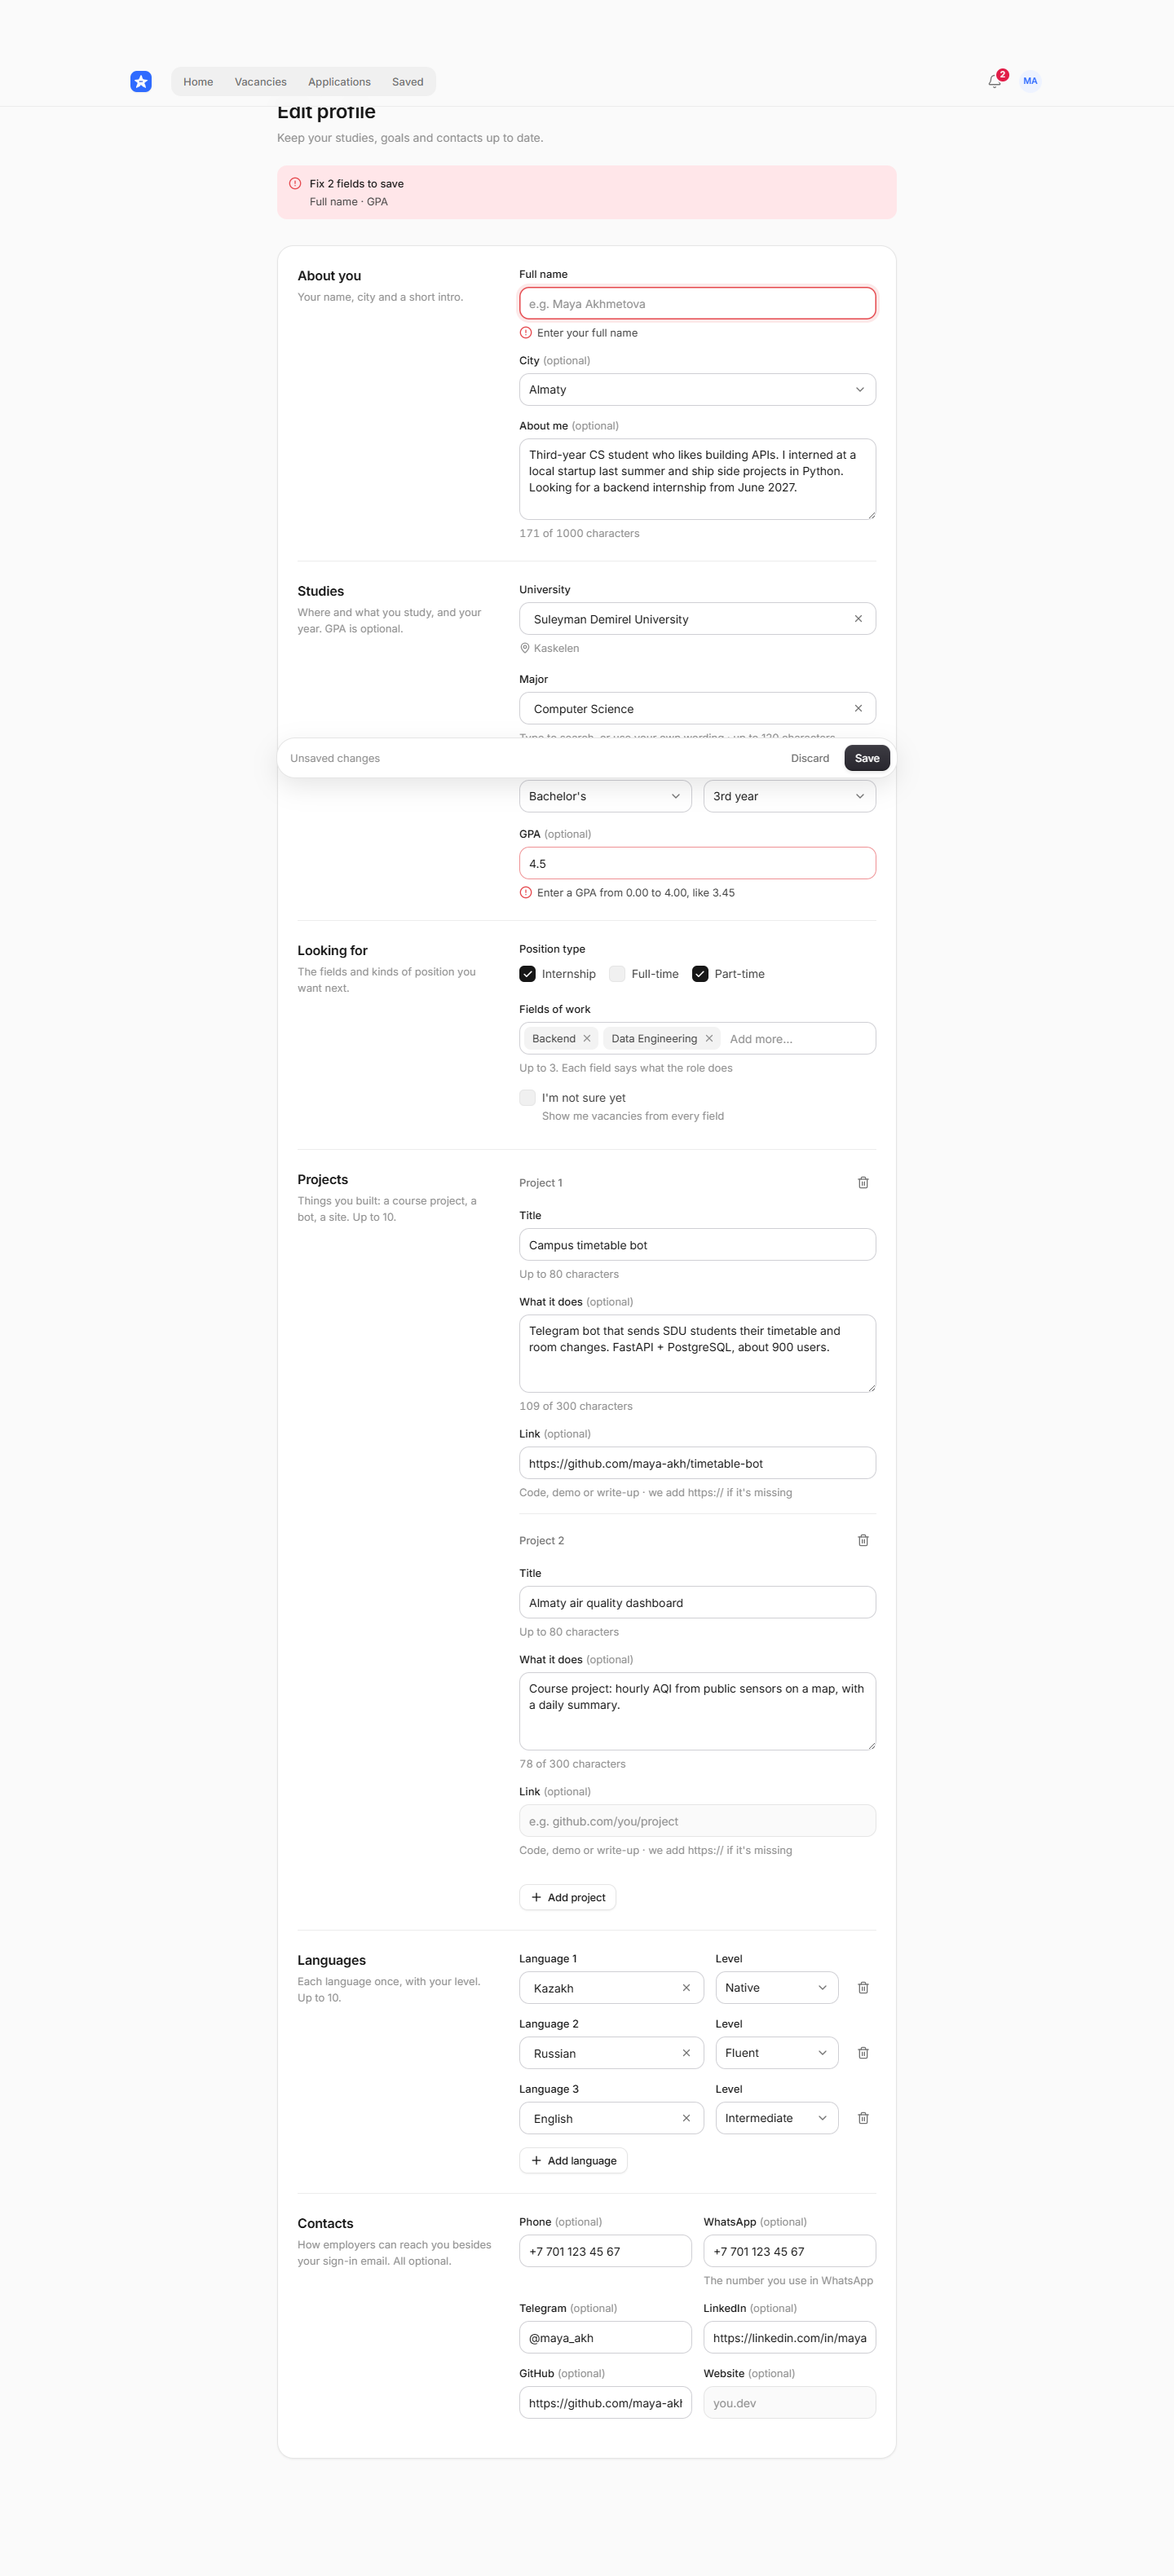 Home
Vacancies
Applications
Saved
2
MA
Edit profile
Keep your studies, goals and contacts up to date.
Fix 2 fields to save
Full name · GPA
About you
Your name, city and a short intro.
Full name
e.g. Maya Akhmetova
Enter your full name
City (optional)
Almaty
About me (optional)
Third-year CS student who likes building APIs. I interned at a
local startup last summer and ship side projects in Python.
Looking for a backend internship from June 2027.
171 of 1000 characters
Studies
Where and what you study, and your
year. GPA is optional.
University
Suleyman Demirel University
Kaskelen
Major
Computer Science
Type to search, or use your own wording · up to 120 characters
Unsaved changes
Discard
Save
Bachelor's
3rd year
GPA (optional)
4.5
Enter a GPA from 0.00 to 4.00, like 3.45
Looking for
The fields and kinds of position you
want next.
Position type
Internship
Full-time
Part-time
Fields of work
Backend
Data Engineering
Add more...
Up to 3. Each field says what the role does
I'm not sure yet
Show me vacancies from every field
Projects
Things you built: a course project, a
bot, a site. Up to 10.
Project 1
Title
Campus timetable bot
Up to 80 characters
What it does (optional)
Telegram bot that sends SDU students their timetable and
room changes. FastAPI + PostgreSQL, about 900 users.
109 of 300 characters
Link (optional)
https://github.com/maya-akh/timetable-bot
Code, demo or write-up · we add https:// if it's missing
Project 2
Title
Almaty air quality dashboard
Up to 80 characters
What it does (optional)
Course project: hourly AQI from public sensors on a map, with
a daily summary.
78 of 300 characters
Link (optional)
e.g. github.com/you/project
Code, demo or write-up · we add https:// if it's missing
Add project
Languages
Each language once, with your level.
Up to 10.
Language 1
Level
Kazakh
Native
Language 2
Level
Russian
Fluent
Language 3
Level
English
Intermediate
Add language
Contacts
How employers can reach you besides
your sign-in email. All optional.
Phone (optional)
WhatsApp (optional)
+7 701 123 45 67
+7 701 123 45 67
The number you use in WhatsApp
Telegram (optional)
LinkedIn (optional)
@maya_akh
https://linkedin.com/in/maya
GitHub (optional)
Website (optional)
https://github.com/maya-akh
you.dev